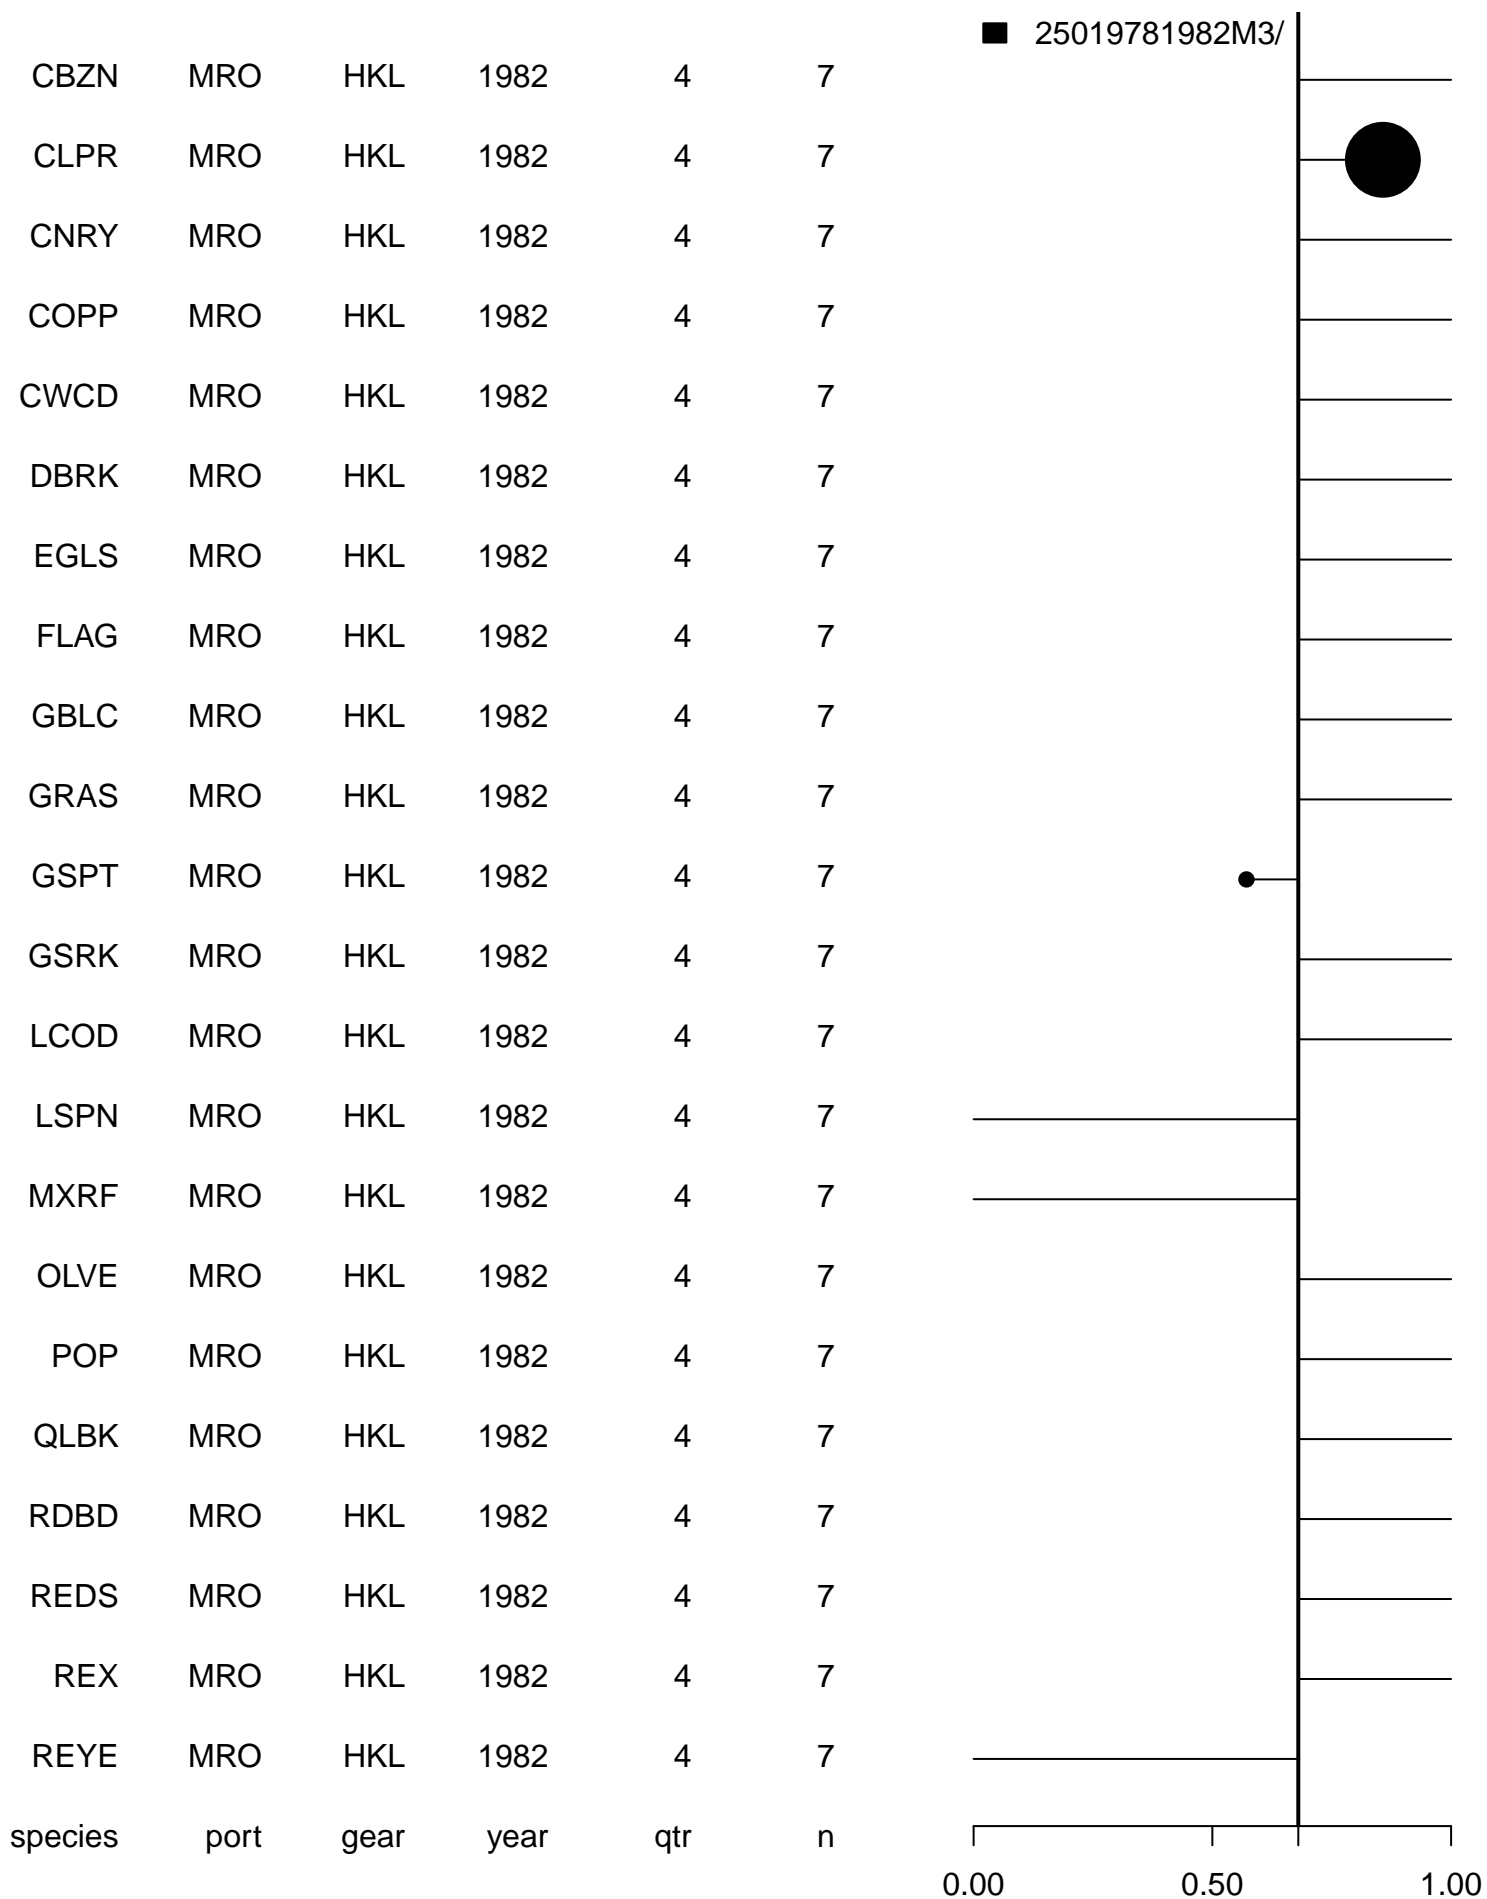 25019781982M3/
CBZN MRO HKL 1982 4 7
CLPR MRO HKL 1982 4 7
CNRY MRO HKL 1982 4 7
COPP MRO HKL 1982 4 7
CWCD MRO HKL 1982 4 7
DBRK MRO HKL 1982 4 7
EGLS MRO HKL 1982 4 7
FLAG MRO HKL 1982 4 7
GBLC MRO HKL 1982 4 7
GRAS MRO HKL 1982 4 7
GSPT MRO HKL 1982 4 7
GSRK MRO HKL 1982 4 7
LCOD MRO HKL 1982 4 7
LSPN MRO HKL 1982 4 7
MXRF MRO HKL 1982 4 7
OLVE MRO HKL 1982 4 7
POP MRO HKL 1982 4 7
QLBK MRO HKL 1982 4 7
RDBD MRO HKL 1982 4 7
REDS MRO HKL 1982 4 7
REX MRO HKL 1982 4 7
REYE MRO HKL 1982 4 7
species port gear year qtr n
0.00 0.50 1.00